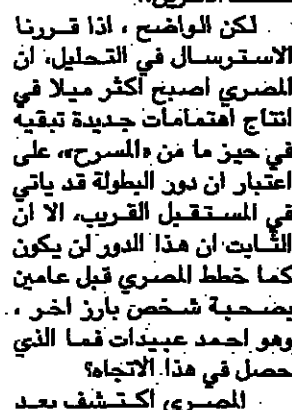 . لكن الواضح ، اذا قررنا
الاسترسال في التحليل، ان
المصري اصبح اكثر ميلا في
انتاج اهتمامات جديدة تبقيه
في حيز ما من «المسرح»، على
اعتبار ان دور البطولة قد ياتي
في المستقبل القريب، الا ان
الثابت ان هذا الدور لن يكون
كما خطط المصري قبل عامين
بصحبة شخص بارز اخر ،
وهو احمد عبيدات فما الذي
حصل في هذا الاتجاه؟
المصري اكتشف بعد